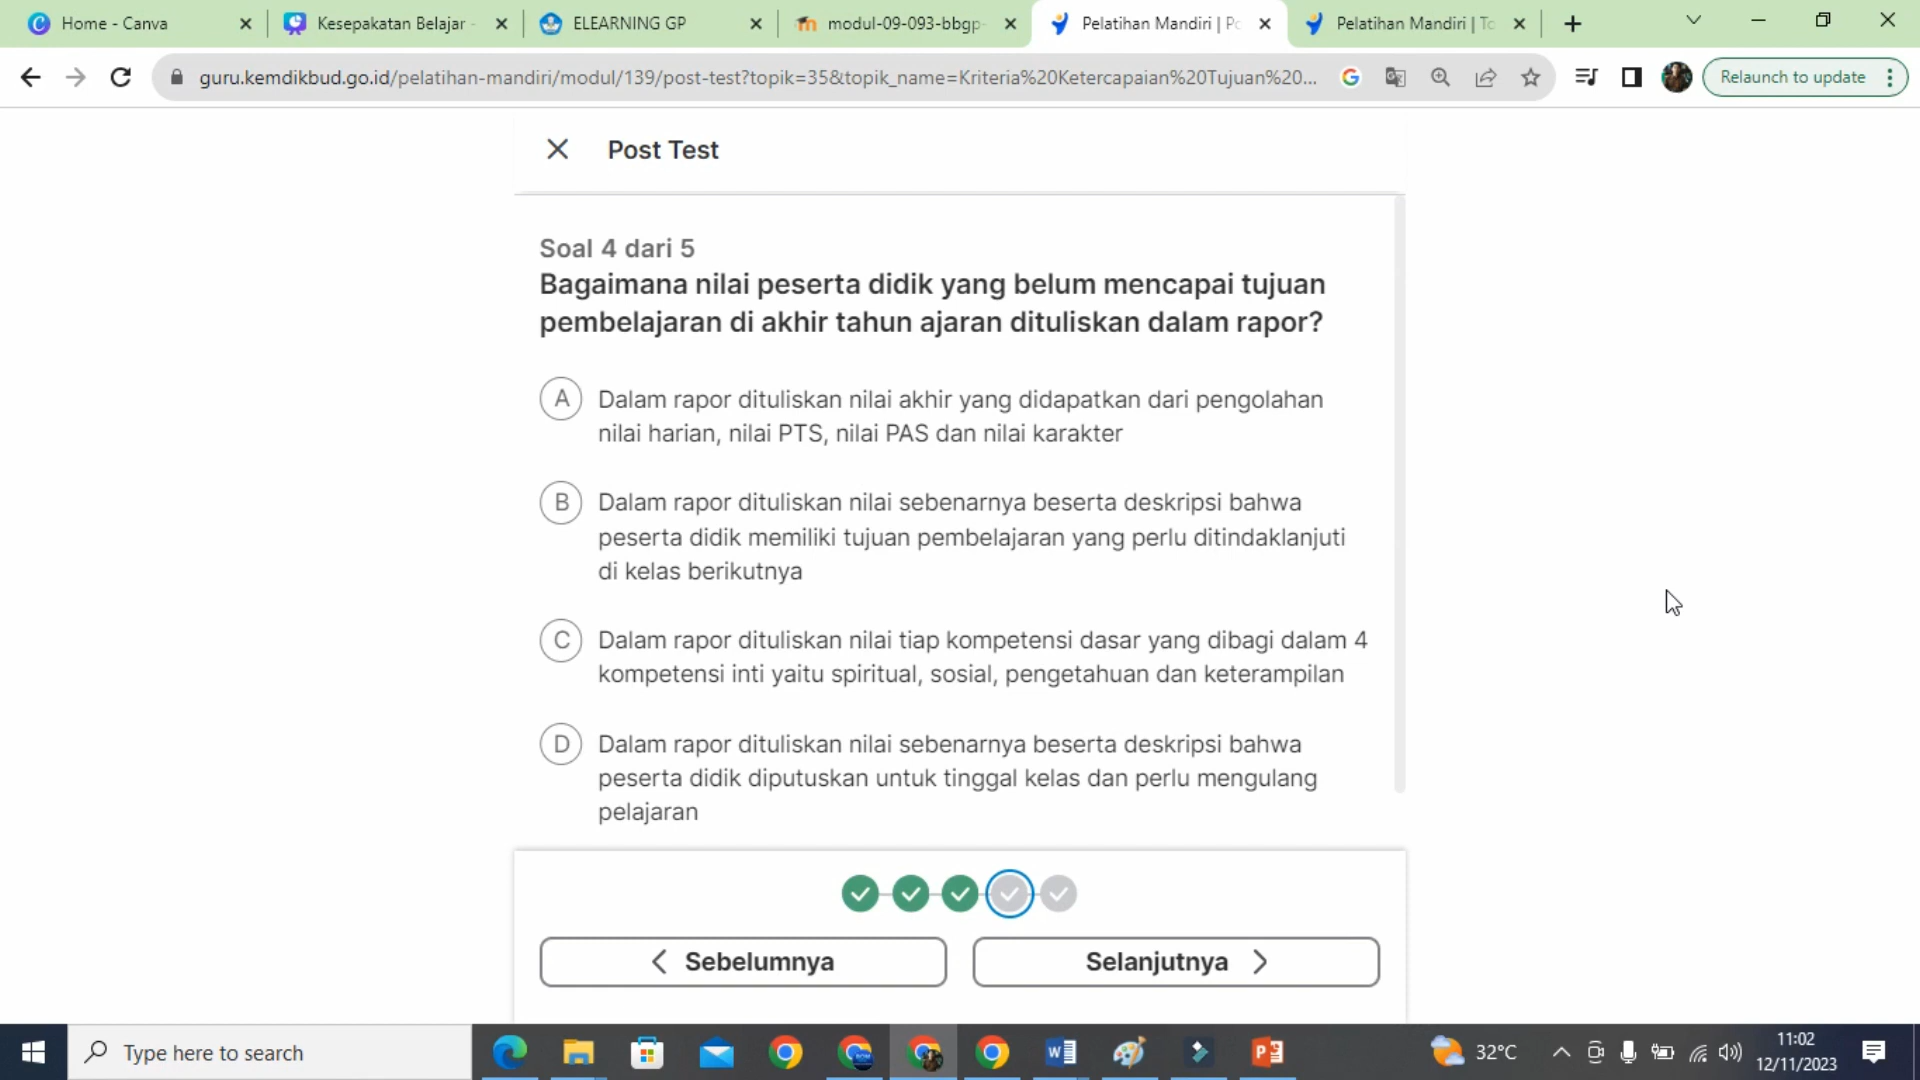 Home - Canva
Kesepakatan Belajar -
ELEARNING GP
modul-09-093-bbgp-
Pelatihan Mandiri | Po
Pelatihan Mandiri | To
guru.kemdikbud.go.id/pelatihan-mandiri/modul/139/post-test?topik=35&topik_name=Kriteria%20Ketercapaian%20Tujuan%20...
Relaunch to update
Post Test
Soal 4 dari 5
Bagaimana nilai peserta didik yang belum mencapai tujuan
pembelajaran di akhir tahun ajaran dituliskan dalam rapor?
A Dalam rapor dituliskan nilai akhir yang didapatkan dari pengolahan
nilai harian, nilai PTS, nilai PAS dan nilai karakter
B Dalam rapor dituliskan nilai sebenarnya beserta deskripsi bahwa
peserta didik memiliki tujuan pembelajaran yang perlu ditindaklanjuti
di kelas berikutnya
C Dalam rapor dituliskan nilai tiap kompetensi dasar yang dibagi dalam 4
kompetensi inti yaitu spiritual, sosial, pengetahuan dan keterampilan
D Dalam rapor dituliskan nilai sebenarnya beserta deskripsi bahwa
peserta didik diputuskan untuk tinggal kelas dan perlu mengulang
pelajaran
Sebelumnya
Selanjutnya
Type here to search
32°C
11:02
12/11/2023